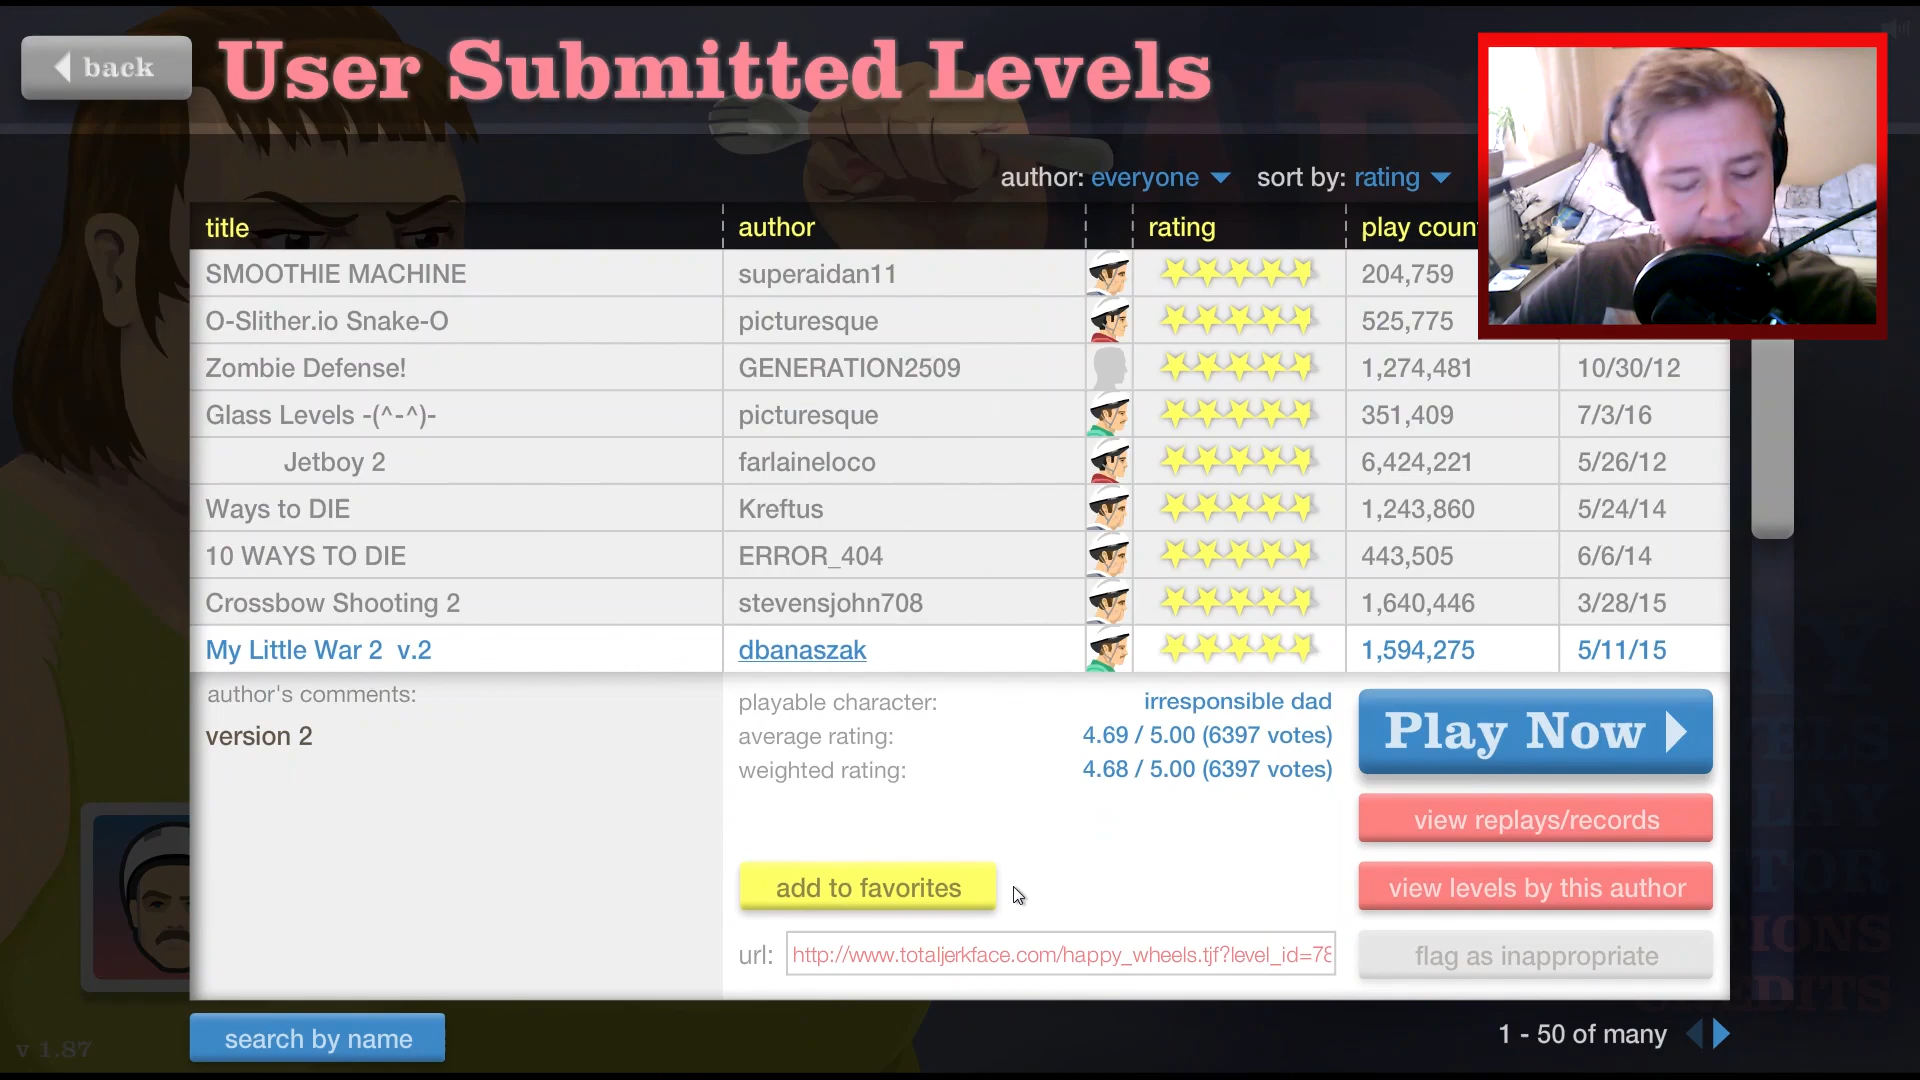 back
User Submitted Levels
author: everyone sort by: rating
title author rating play coun
SMOOTHIE MACHINE superaidan11 204,759
O-Slither.io Snake-O picturesque 525,775
Zombie Defense! GENERATION2509 1,274,481 10/30/12
Glass Levels -(^-^)- picturesque 351,409 7/3/16
Jetboy 2 farlaineloco 6,424,221 5/26/12
Ways to DIE Kreftus 1,243,860 5/24/14
10 WAYS TO DIE ERROR_404 443,505 6/6/14
Crossbow Shooting 2 stevensjohn708 1,640,446 3/28/15
My Little War 2 v.2 dbanaszak 1,594,275 5/11/15
author's comments:
version 2
playable character: irresponsible dad
average rating: 4.69 / 5.00 (6397 votes)
weighted rating: 4.68 / 5.00 (6397 votes)
Play Now
view replays/records
add to favorites
view levels by this author
url: http://www.totaljerkface.com/happy_wheels.tjf?level_id=78
flag as inappropriate
search by name
1 - 50 of many
v 1.87